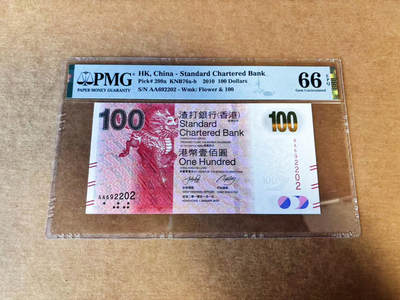 PMG
PAPER MONEY GUARANTY
HK, China - Standard Chartered Bank
Pick# 299a KNB76a-b 2010 100 Dollars
S/N AA692202 - Wmk: Flower & 100
66 EPQ
Gem Uncirculated
100
渣打銀行(香港)
Standard
Chartered Bank
港幣壹佰圓
One Hundred
100
AA692202
AA692202